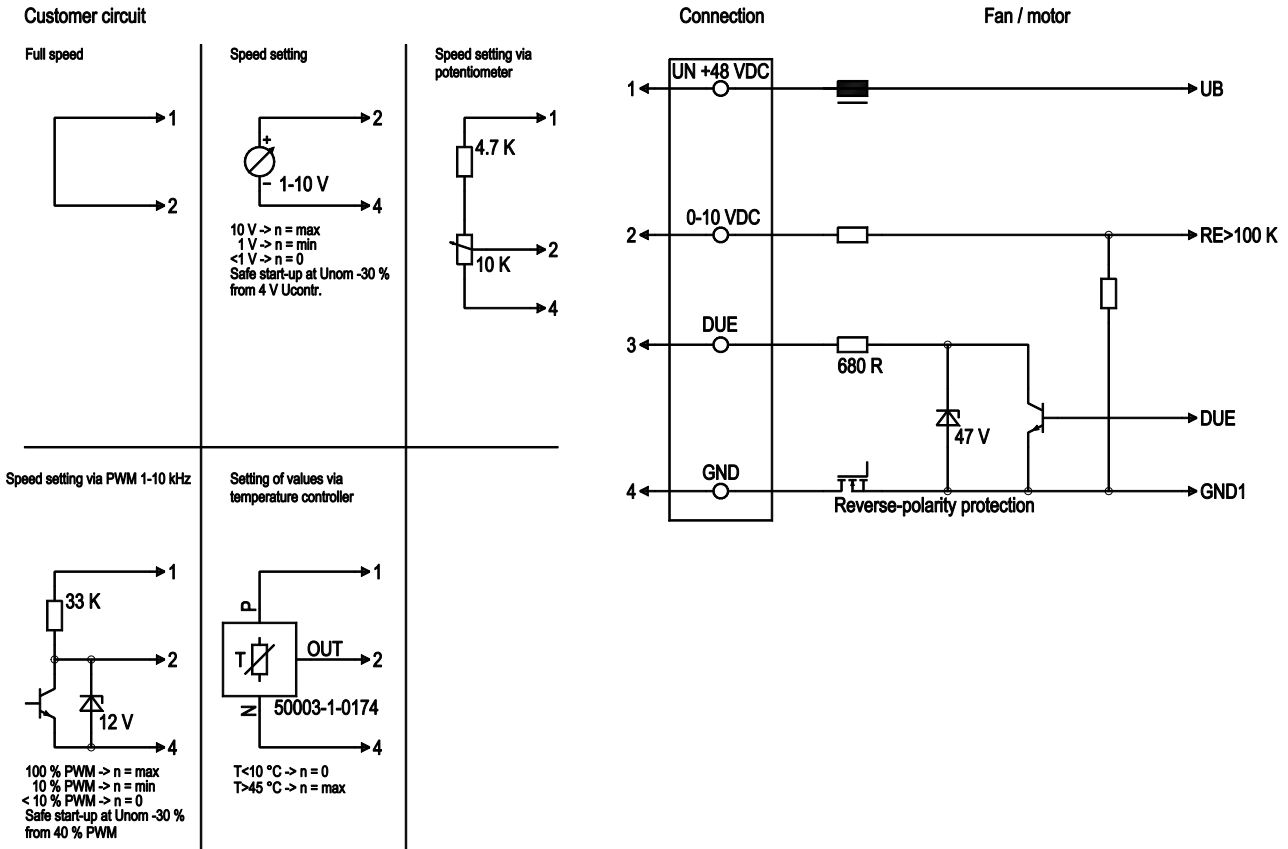 Customer circuit
Full speed
1
2
Speed setting
2
+
– 1-10 V
4
10 V -> n = max
1 V -> n = min
<1 V -> n = 0
Safe start-up at Unom -30 %
from 4 V Ucontr.
Speed setting via
potentiometer
1
4.7 K
2
10 K
4
Speed setting via PWM 1-10 kHz
1
33 K
2
12 V
4
100 % PWM -> n = max
10 % PWM -> n = min
< 10 % PWM -> n = 0
Safe start-up at Unom -30 %
from 40 % PWM
Setting of values via
temperature controller
1
P
T
OUT
2
N
50003-1-0174
4
T<10 °C -> n = 0
T>45 °C -> n = max
Connection
Fan / motor
UN +48 VDC
1
UB
0-10 VDC
2
RE>100 K
DUE
3
680 R
47 V
DUE
GND
4
GND1
Reverse-polarity protection